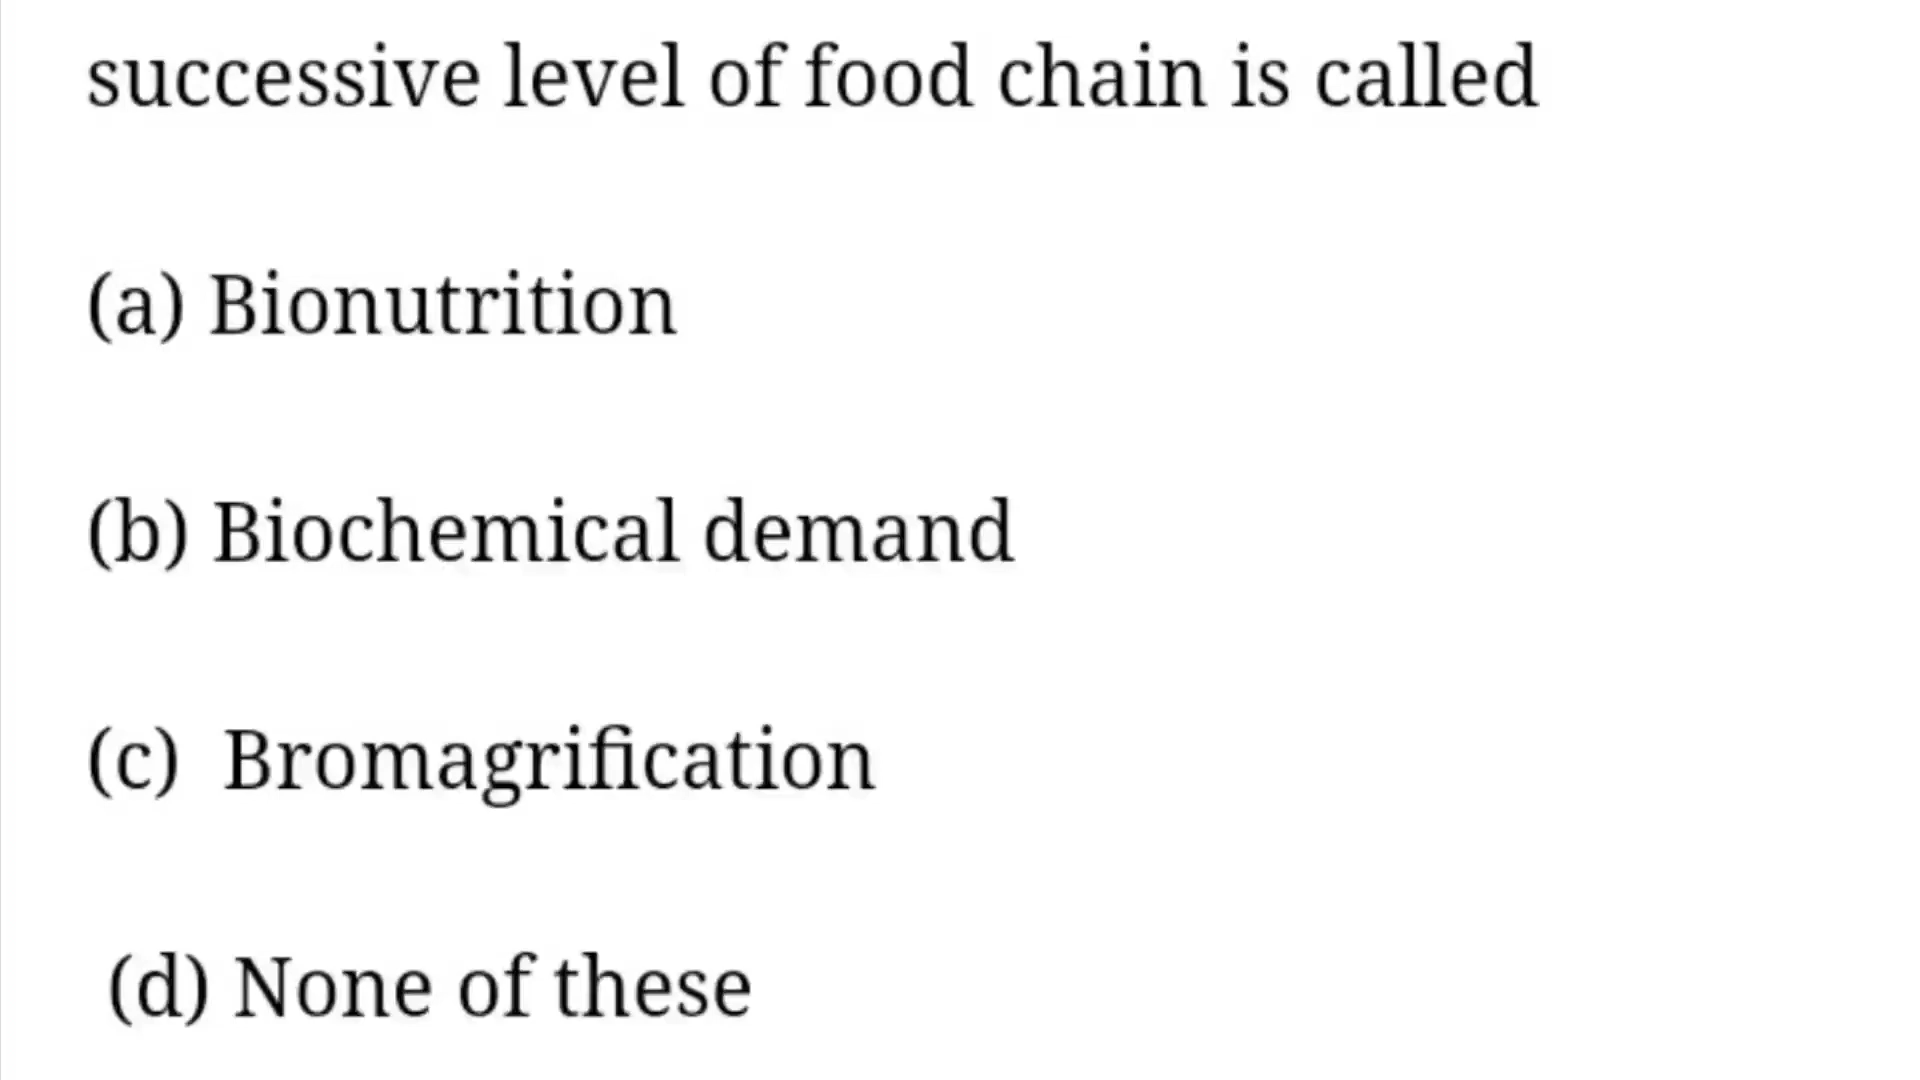 successive level of food chain is called
(a) Bionutrition
(b) Biochemical demand
(c) Bromagrification
(d) None of these